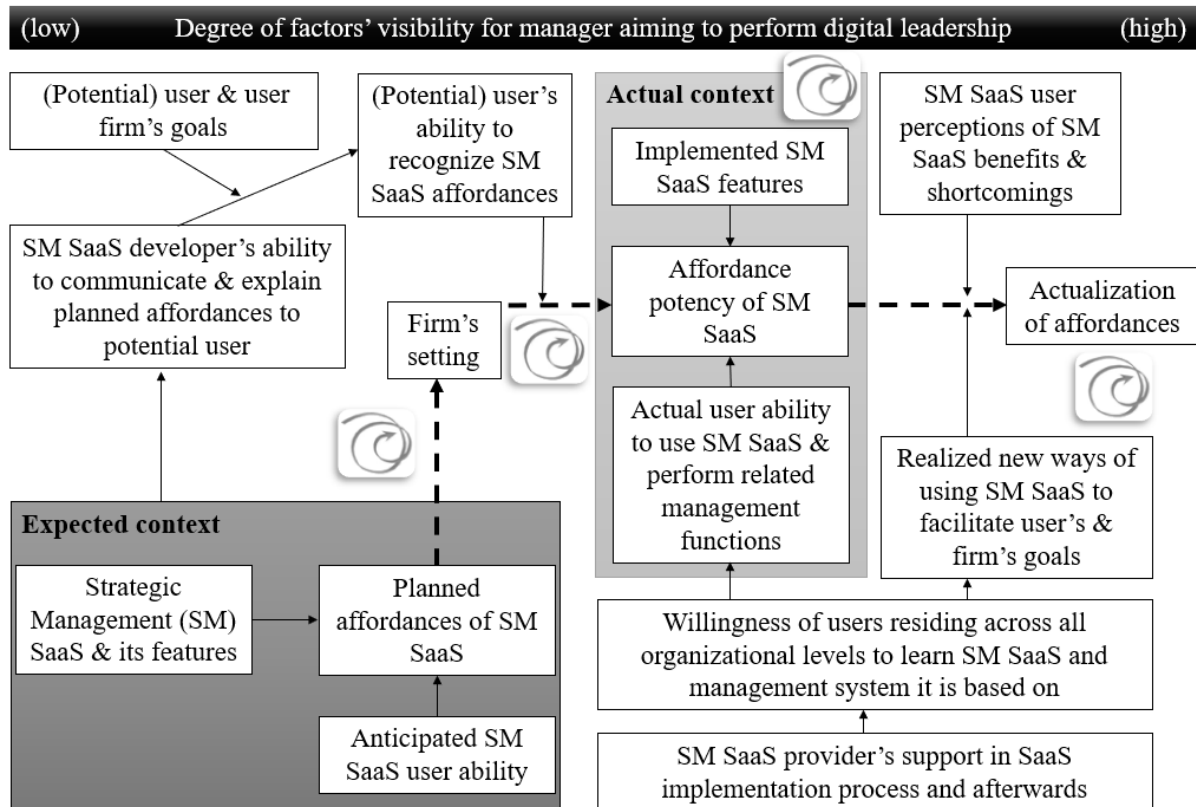 (low) Degree of factors’ visibility for manager aiming to perform digital leadership (high)
(Potential) user & user
firm’s goals
(Potential) user’s
ability to
recognize SM
SaaS affordances
SM SaaS developer’s ability
to communicate & explain
planned affordances to
potential user
Firm’s
setting
Expected context
Strategic
Management (SM)
SaaS & its features
Planned
affordances of SM
SaaS
Anticipated SM
SaaS user ability
Actual context
Implemented SM
SaaS features
Affordance
potency of SM
SaaS
Actual user ability
to use SM SaaS &
perform related
management
functions
SM SaaS user
perceptions of SM
SaaS benefits &
shortcomings
Actualization
of affordances
Realized new ways of
using SM SaaS to
facilitate user’s &
firm’s goals
Willingness of users residing across all
organizational levels to learn SM SaaS and
management system it is based on
SM SaaS provider’s support in SaaS
implementation process and afterwards